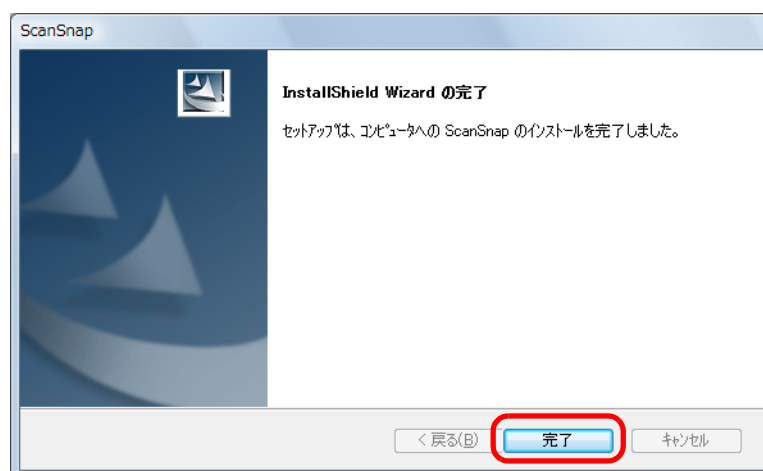 ScanSnap
InstallShield Wizard の完了
セットアップは、コンピュータへの ScanSnap のインストールを完了しました。
< 戻る(B)
完了
キャンセル